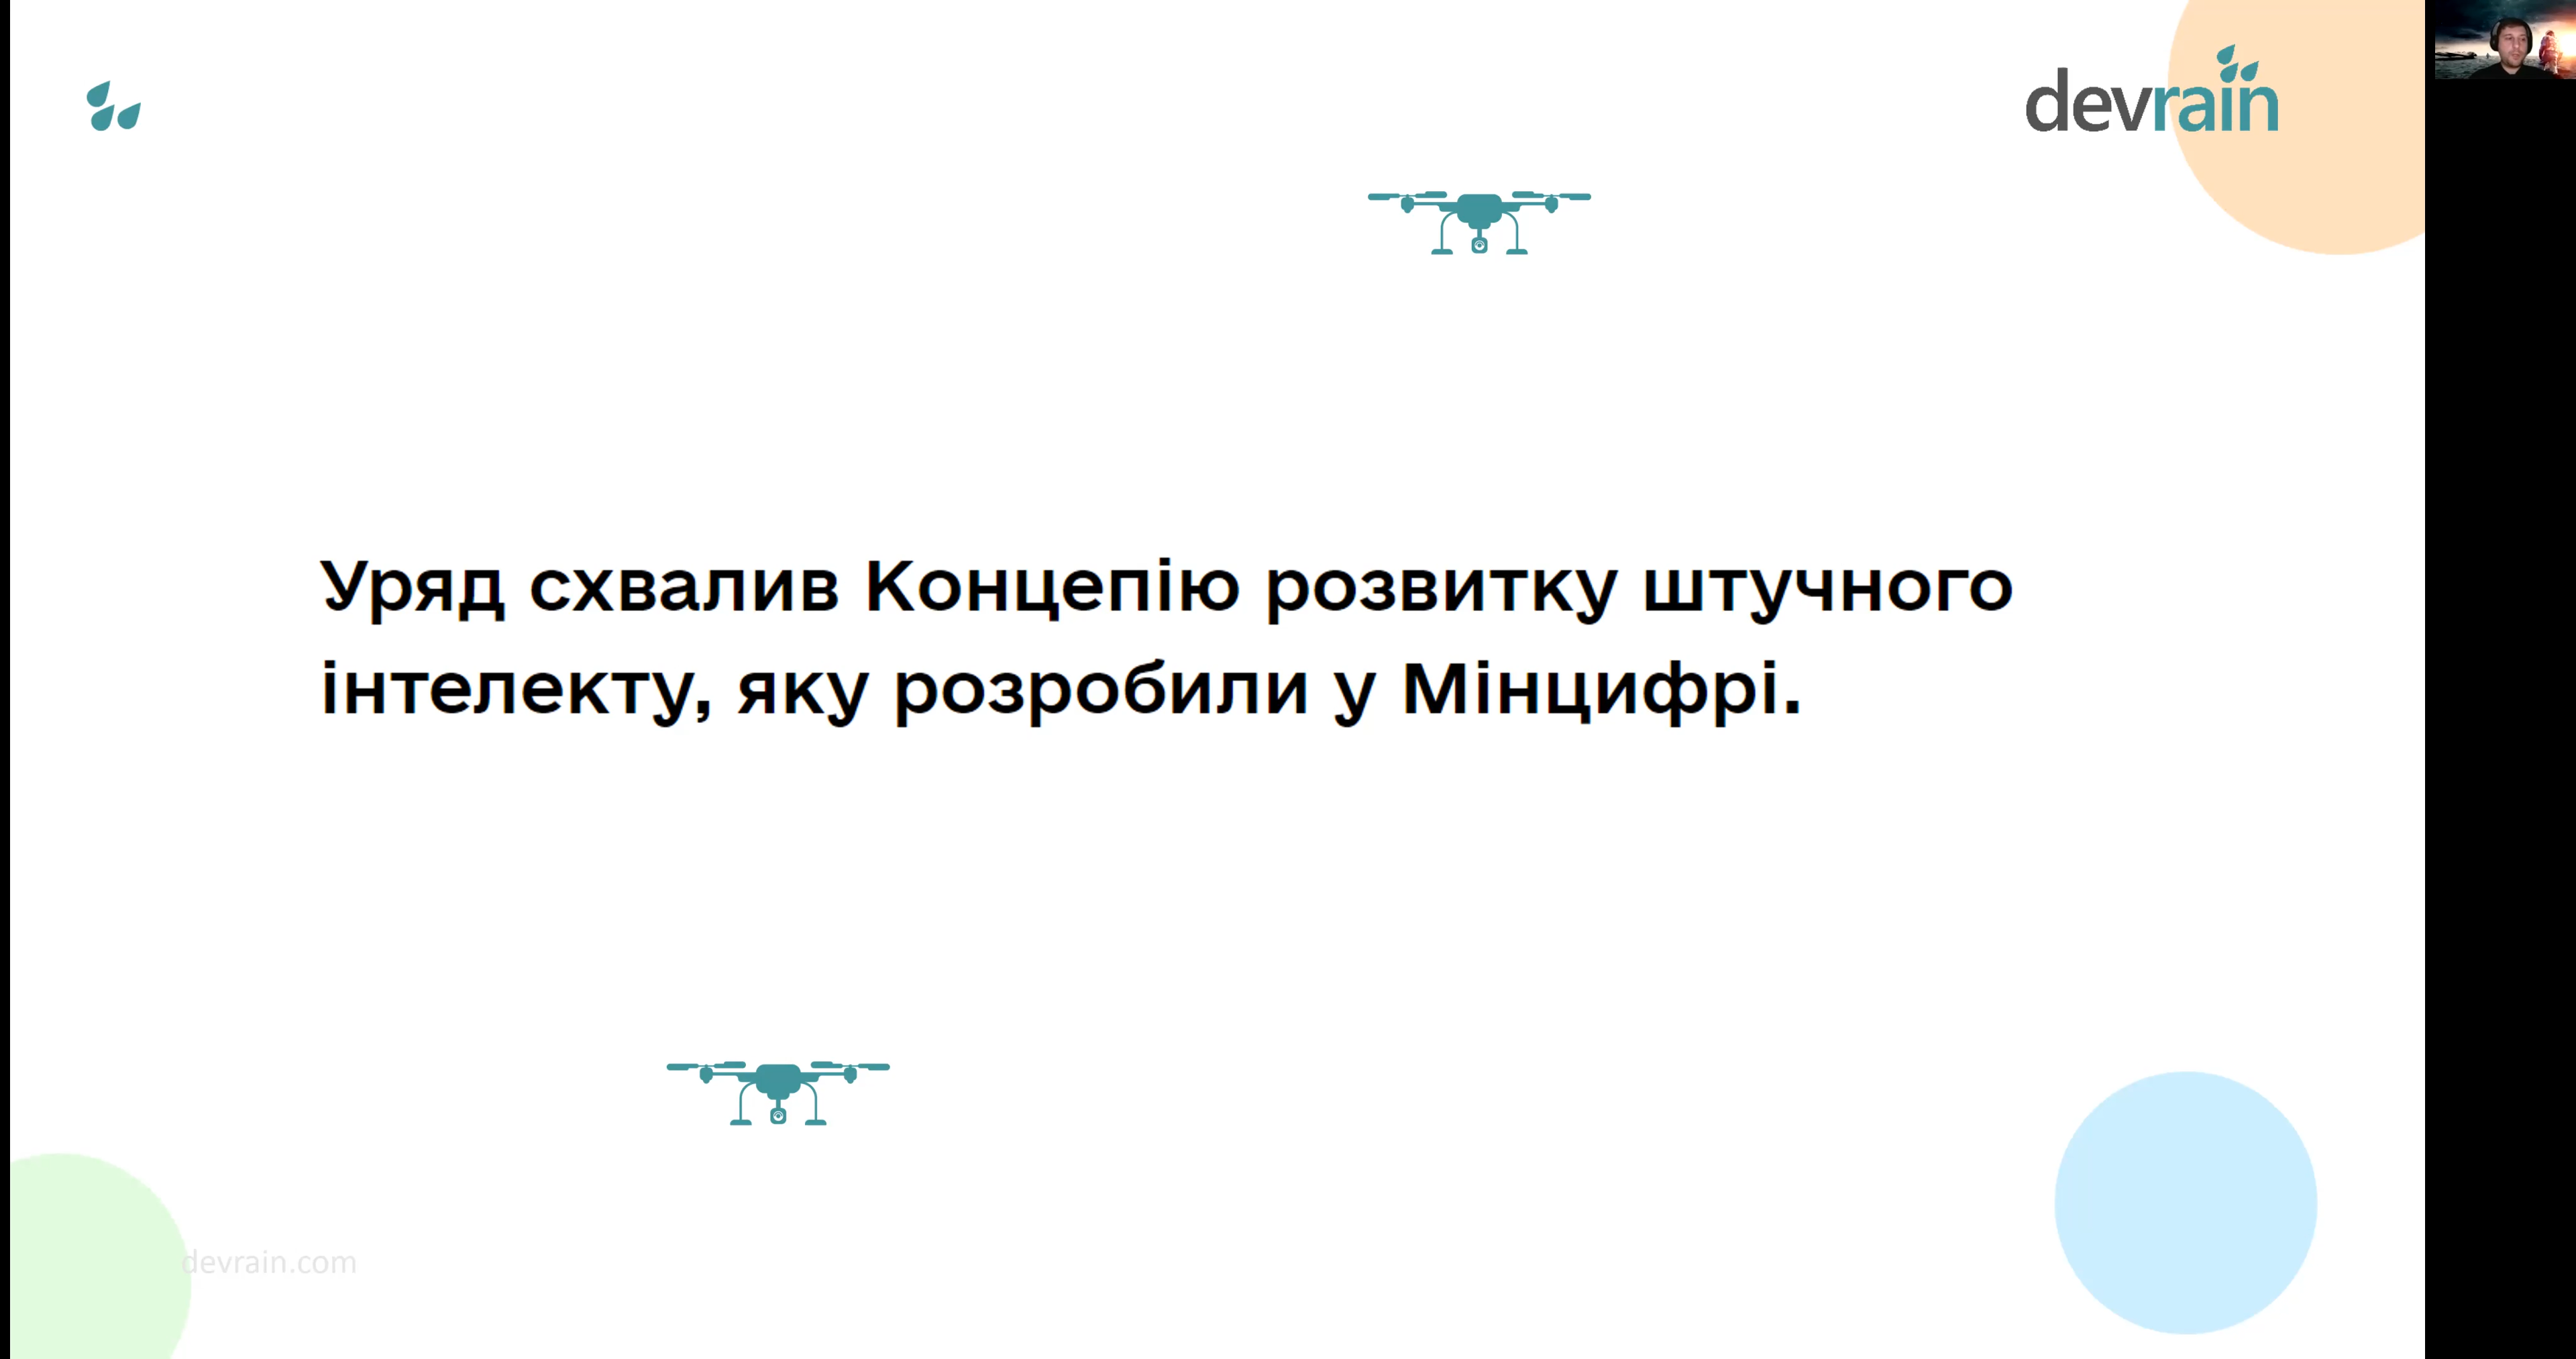 devrain
Уряд схвалив Концепію розвитку штучного
інтелекту, яку розробили у Мінцифрі.
devrain.com